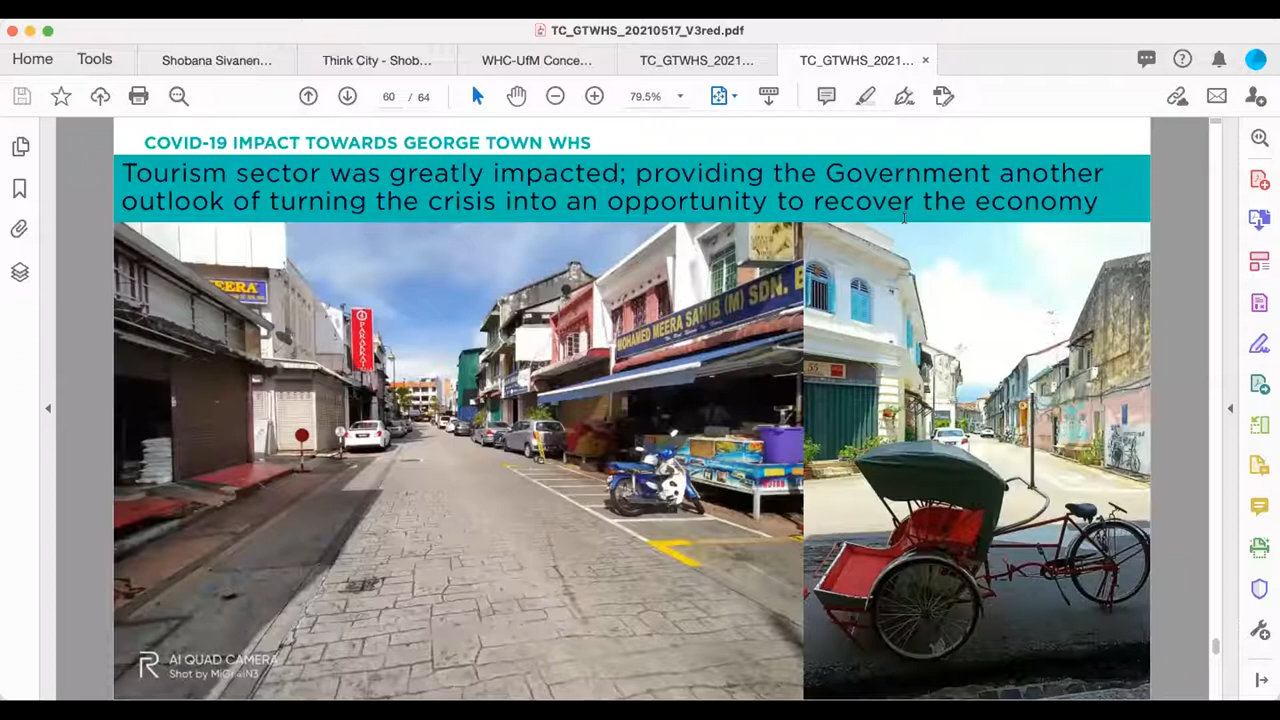 TC_GTWHS_20210517_V3red.pdf
Home
Tools
Shobana Sivanen...
Think City - Shob...
WHC-UfM Conce...
TC_GTWHS_2021...
TC_GTWHS_2021...
60 / 64
79.5%
COVID-19 IMPACT TOWARDS GEORGE TOWN WHS
Tourism sector was greatly impacted; providing the Government another
outlook of turning the crisis into an opportunity to recover the economy
EERA
MOHAMED MEERA SAHIB (M) SDN. B
55
AI QUAD CAMERA
Shot by